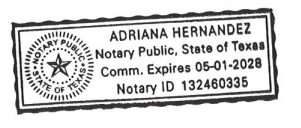 NOTARY PUBLIC
STATE OF TEXAS
ADRIANA HERNANDEZ
Notary Public, State of Texas
Comm. Expires 05-01-2028
Notary ID 132460335